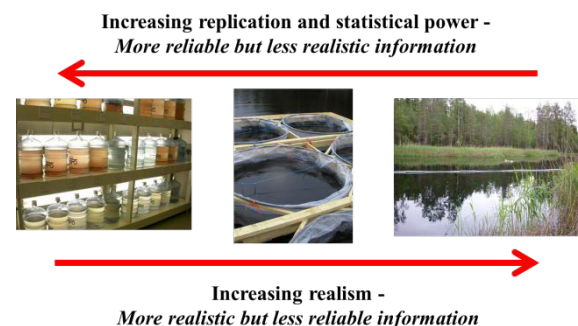 Increasing replication and statistical power -
More reliable but less realistic information
Increasing realism -
More realistic but less reliable information